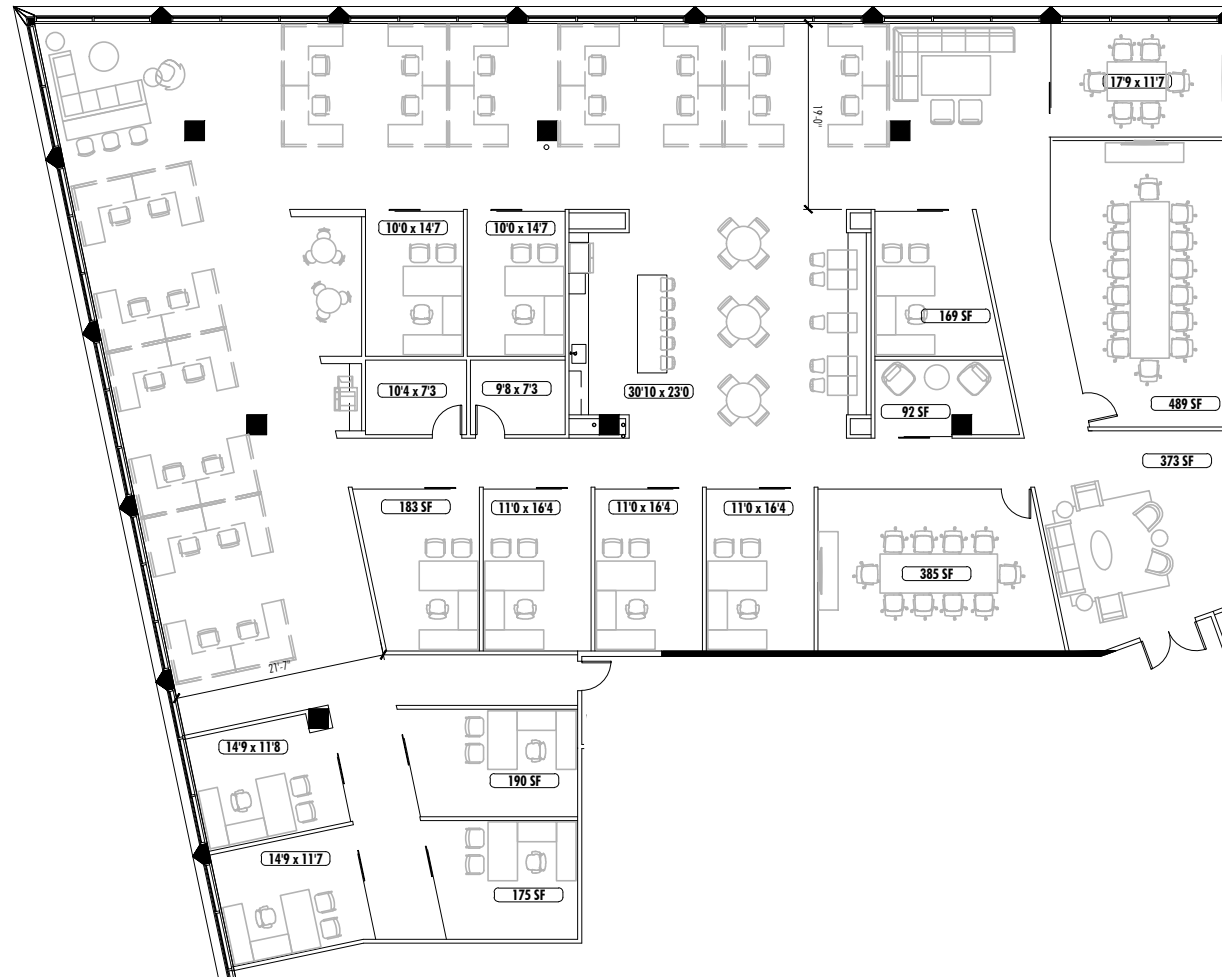 17'9 x 11'7
19'-0"
10'0 x 14'7
10'0 x 14'7
169 SF
10'4 x 7'3
9'8 x 7'3
30'10 x 23'0
92 SF
489 SF
373 SF
183 SF
11'0 x 16'4
11'0 x 16'4
11'0 x 16'4
385 SF
21'-7"
14'9 x 11'8
190 SF
14'9 x 11'7
175 SF